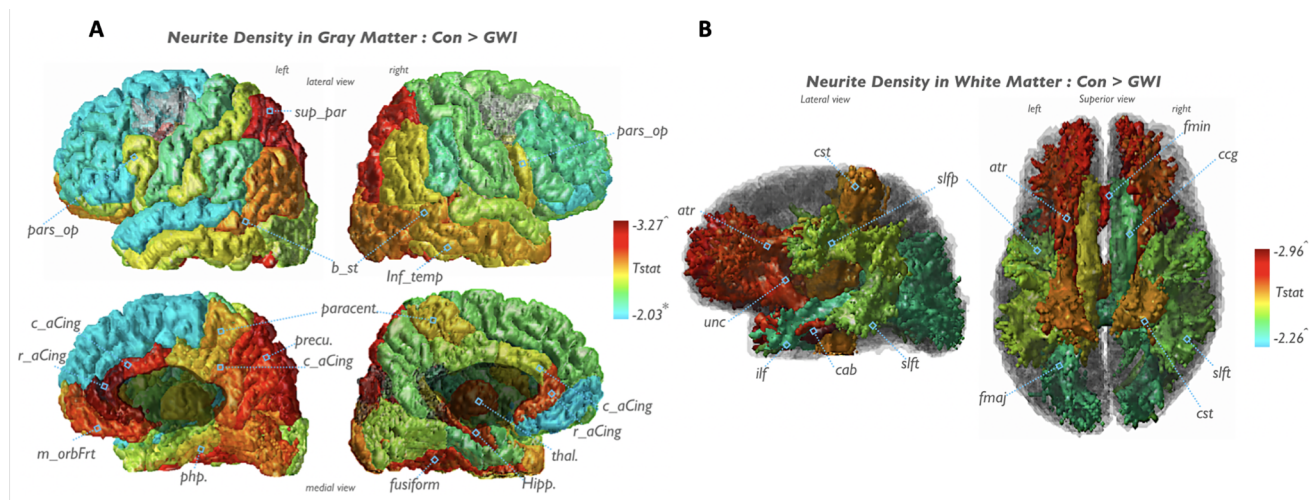 A
Neurite Density in Gray Matter : Con > GWI
left
lateral view
right
sup_par
pars_op
pars_op
b_st
Inf_temp
-3.27^
Tstat
-2.03*
c_aCing
r_aCing
paracent.
precu.
c_aCing
c_aCing
r_aCing
m_orbFrt
php.
medial view
fusiform
Hipp.
thal.
B
Neurite Density in White Matter : Con > GWI
Lateral view
left
Superior view
right
cst
slfp
atr
fmin
ccg
atr
unc
ilf
cab
slft
fmaj
slft
cst
-2.96^
Tstat
-2.26^